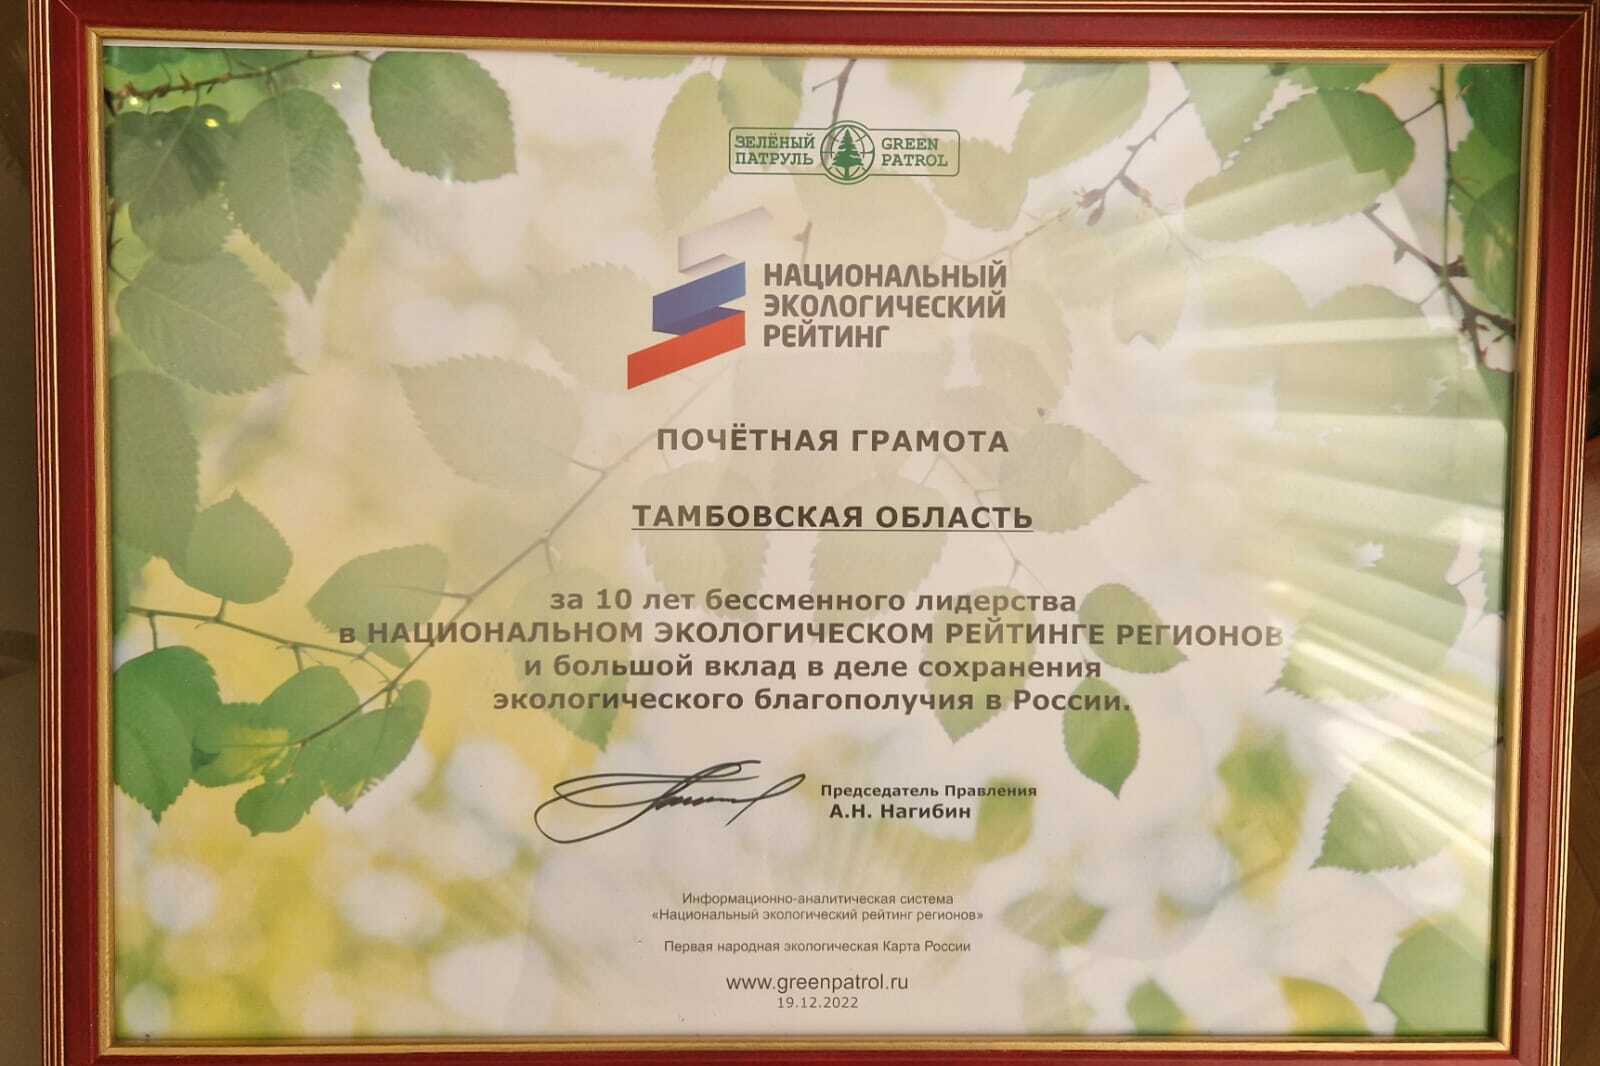 ЗЕЛЁНЫЙ ПАТРУЛЬ
GREEN PATROL
НАЦИОНАЛЬНЫЙ
ЭКОЛОГИЧЕСКИЙ
РЕЙТИНГ
ПОЧЁТНАЯ ГРАМОТА
ТАМБОВСКАЯ ОБЛАСТЬ
за 10 лет бессменного лидерства
в НАЦИОНАЛЬНОМ ЭКОЛОГИЧЕСКОМ РЕЙТИНГЕ РЕГИОНОВ
и большой вклад в деле сохранения
экологического благополучия в России.
Председатель Правления
А.Н. Нагибин
Информационно-аналитическая система
«Национальный экологический рейтинг регионов»
Первая народная экологическая Карта России
www.greenpatrol.ru
19.12.2022